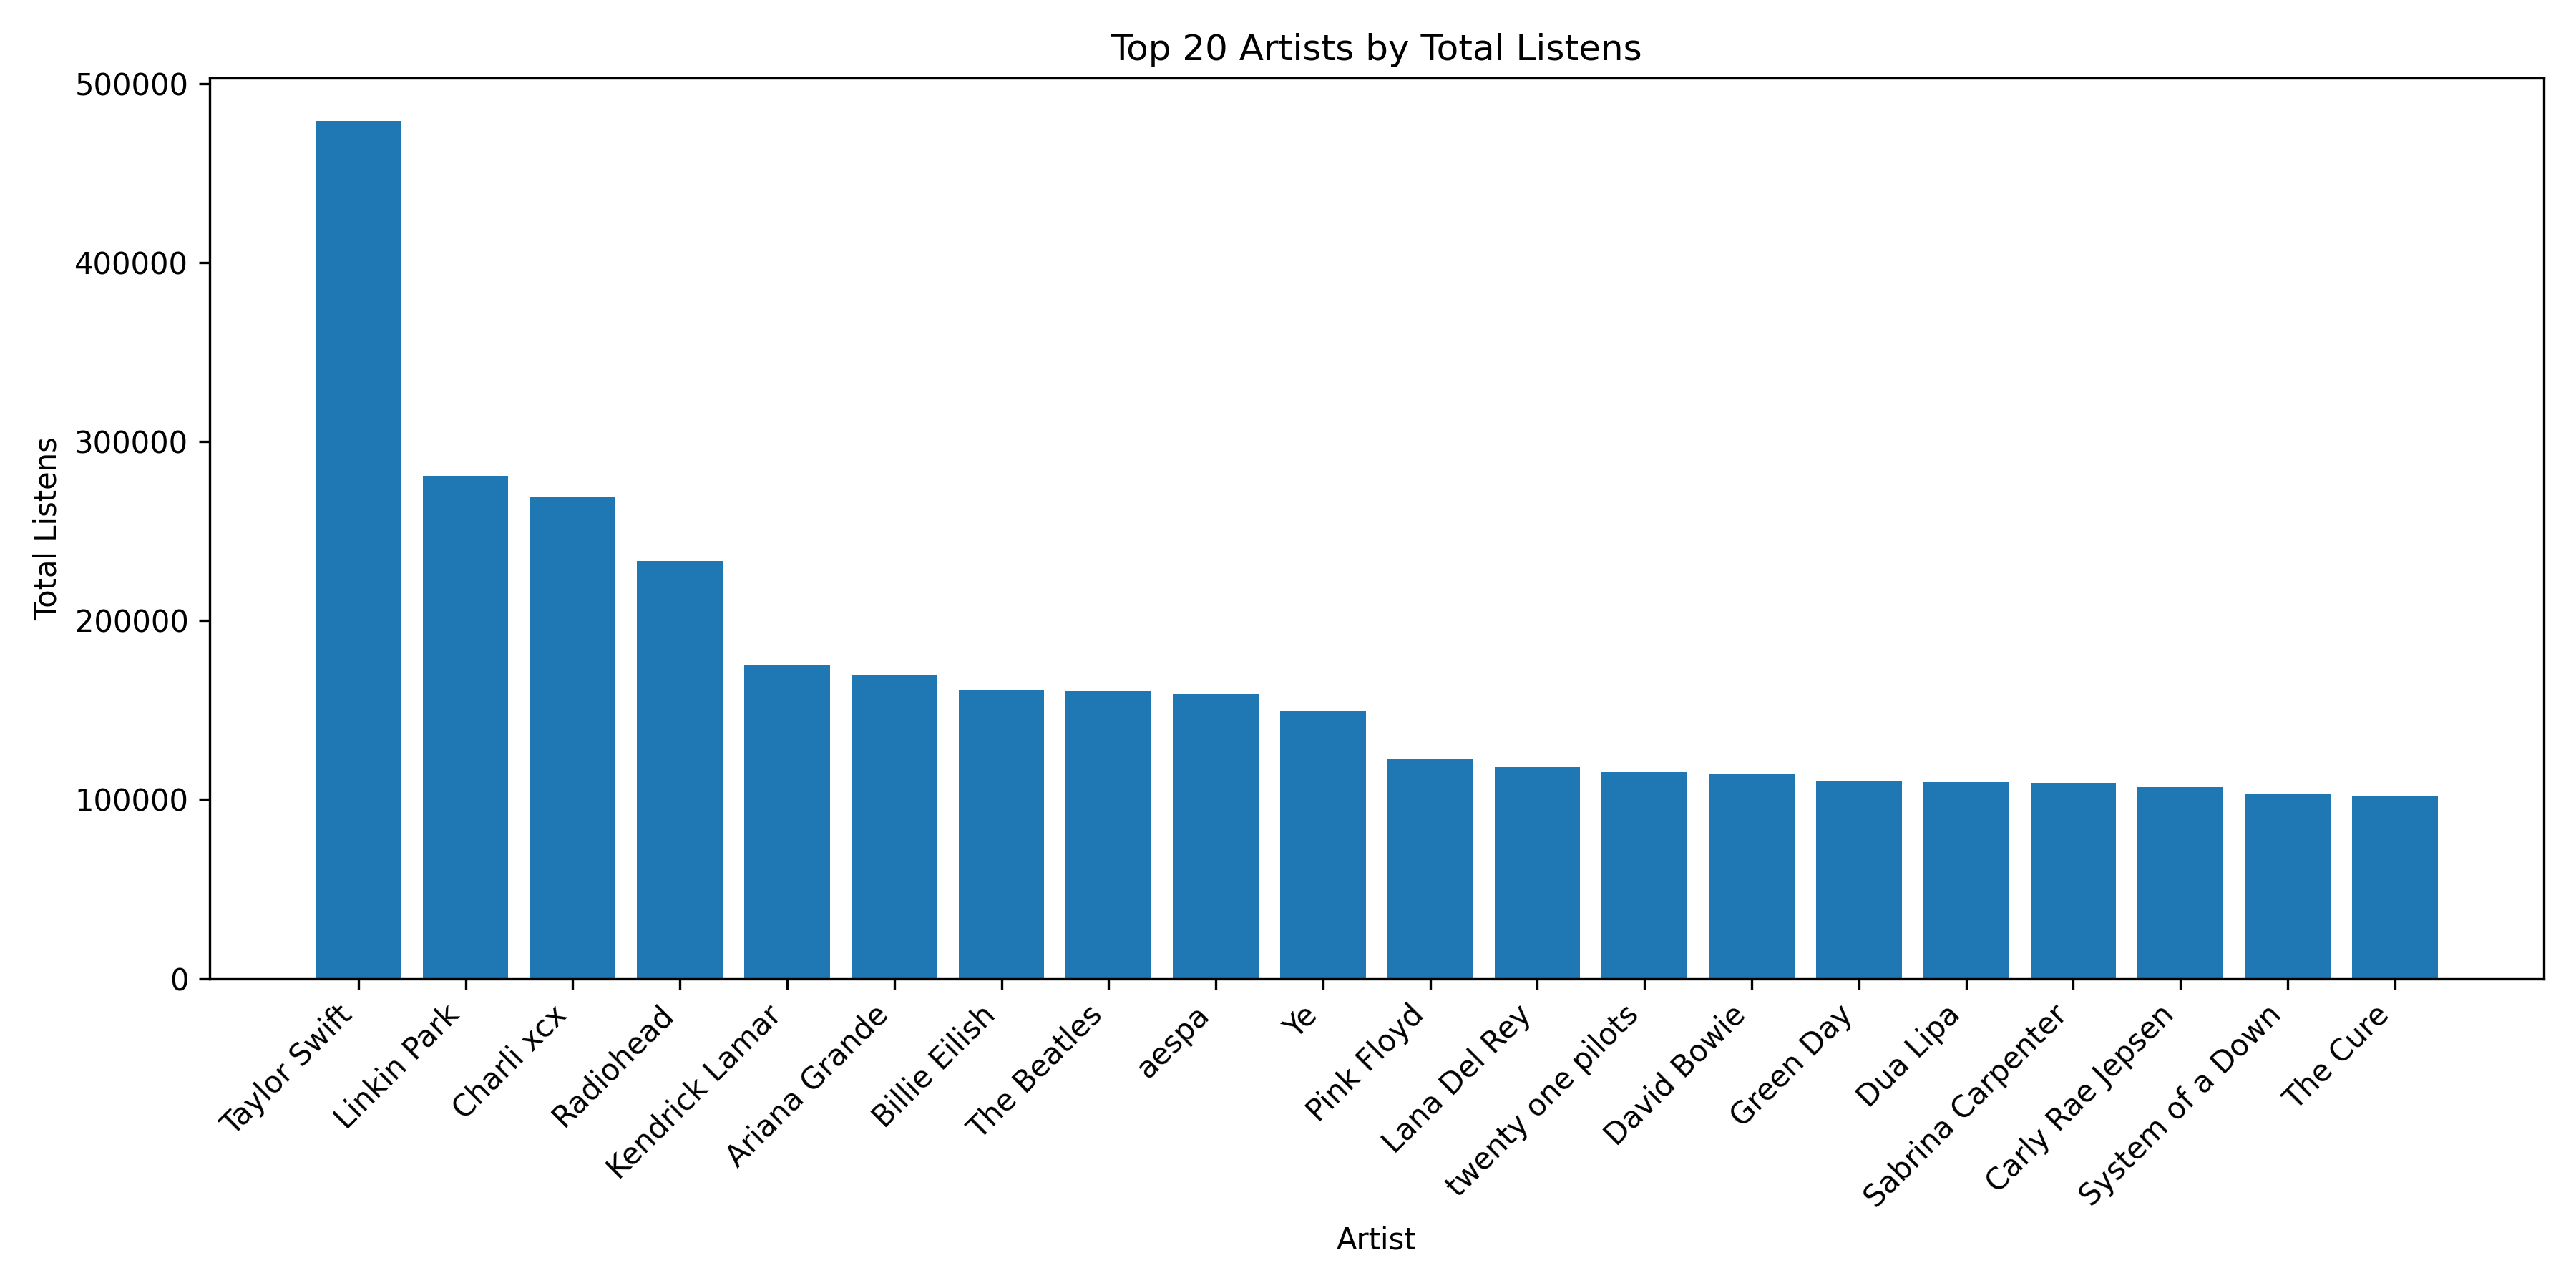 Top 20 Artists by Total Listens
Total Listens
500000
400000
300000
200000
100000
0
Taylor Swift
Linkin Park
Charli xcx
Radiohead
Kendrick Lamar
Ariana Grande
Billie Eilish
The Beatles
aespa
Ye
Pink Floyd
Lana Del Rey
twenty one pilots
David Bowie
Green Day
Dua Lipa
Sabrina Carpenter
Carly Rae Jepsen
System of a Down
The Cure
Artist